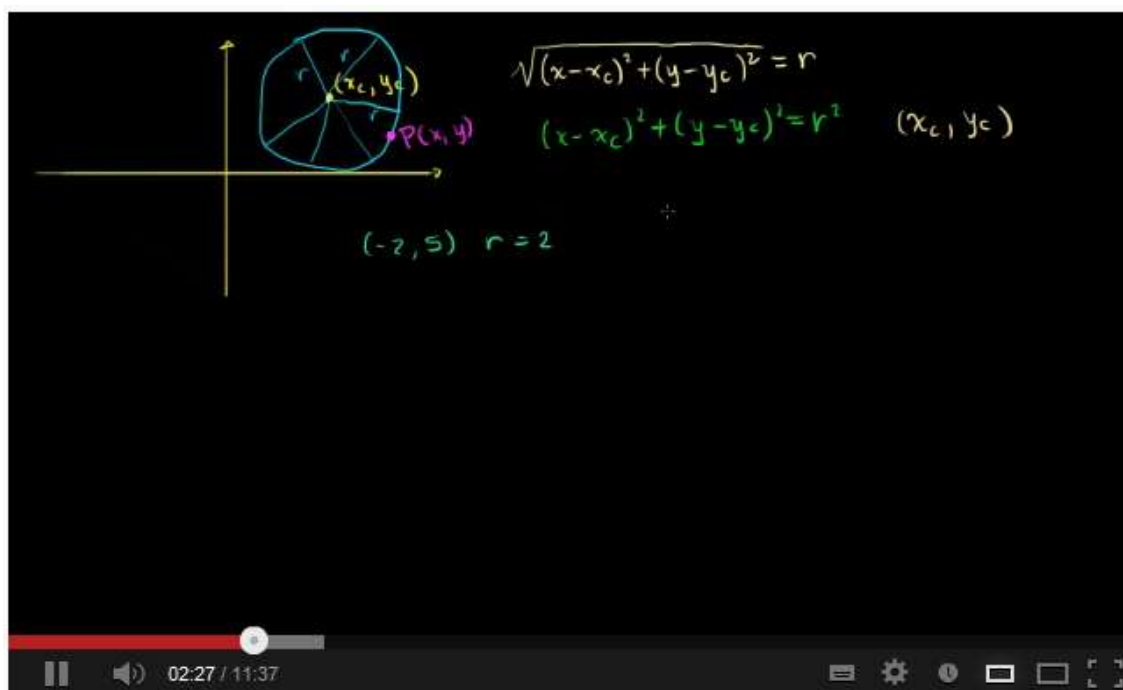 r r
(x_c, y_c)
r
P(x, y)
√((x-x_c)²+(y-y_c)²) = r
(x-x_c)²+(y-y_c)²=r² (x_c, y_c)
(-2, 5) r = 2
02:27 / 11:37